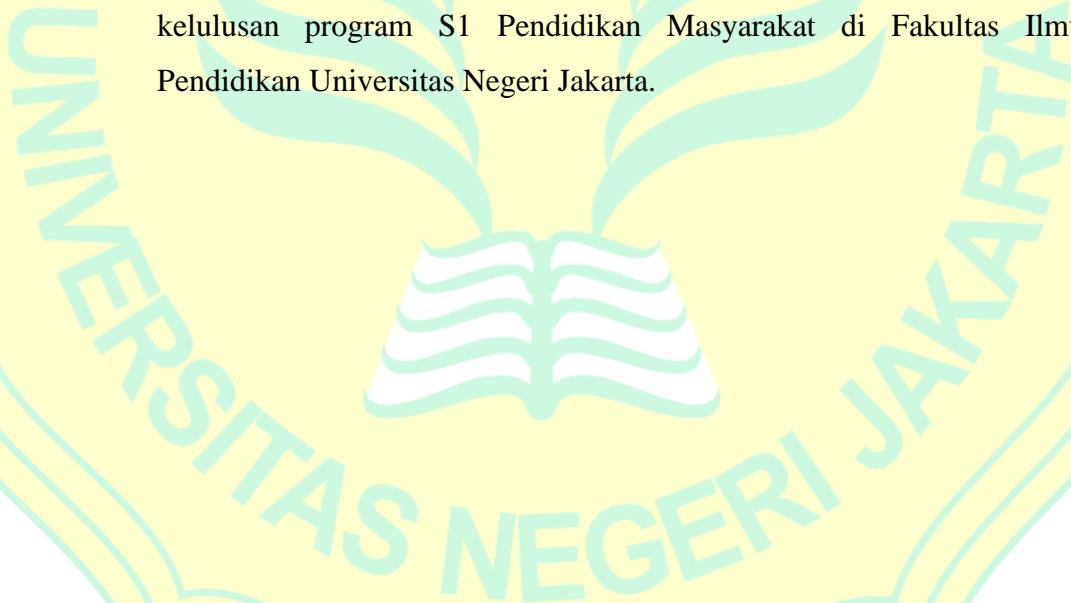 kelulusan program S1 Pendidikan Masyarakat di Fakultas Ilm
Pendidikan Universitas Negeri Jakarta.
UNIVERSITAS NEGERI JAKARTA